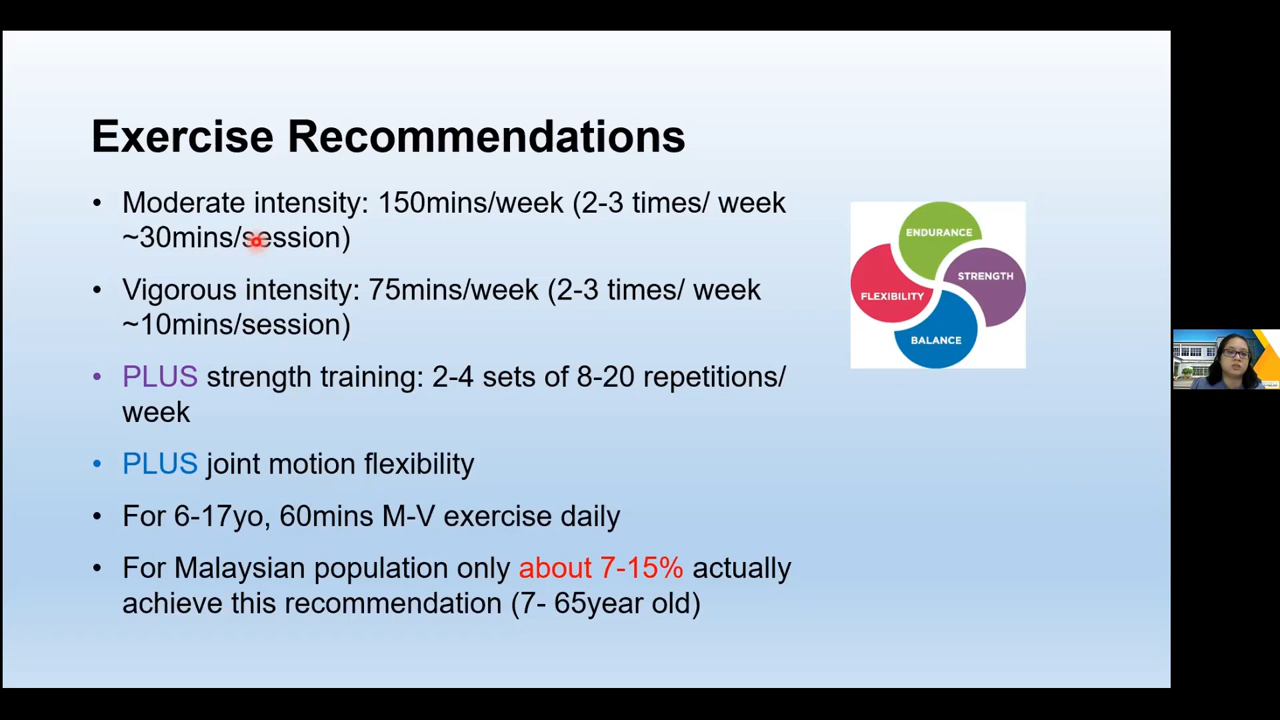 Exercise Recommendations
• Moderate intensity: 150mins/week (2-3 times/ week
~30mins/session)
• Vigorous intensity: 75mins/week (2-3 times/ week
~10mins/session)
• PLUS strength training: 2-4 sets of 8-20 repetitions/
week
• PLUS joint motion flexibility
• For 6-17yo, 60mins M-V exercise daily
• For Malaysian population only about 7-15% actually
achieve this recommendation (7- 65year old)
ENDURANCE
STRENGTH
FLEXIBILITY
BALANCE